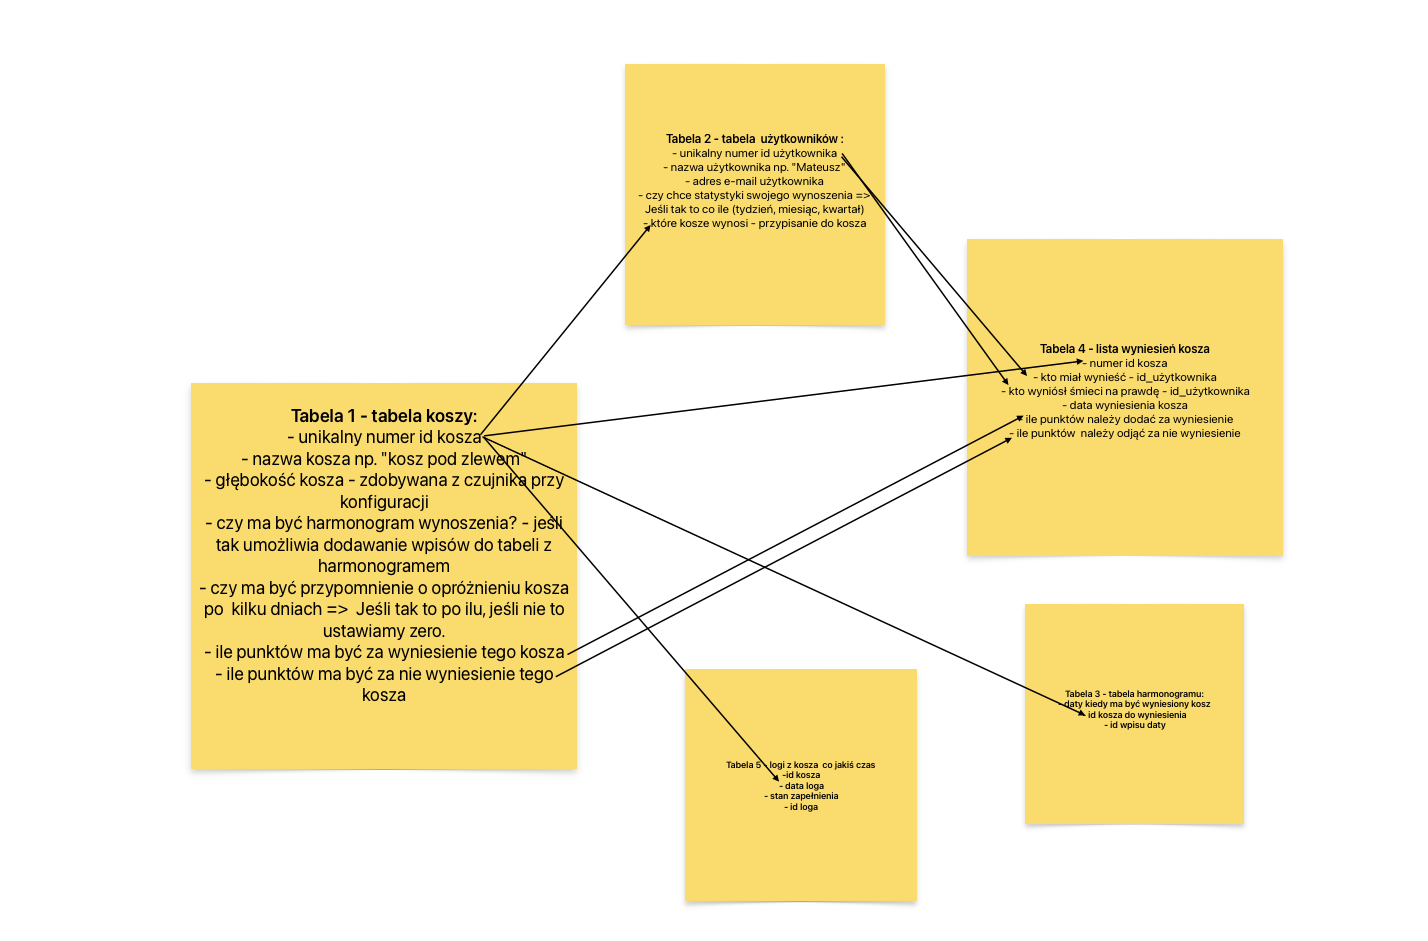 Tabela 2 - tabela użytkowników :
- unikalny numer id użytkownika
- nazwa użytkownika np. "Mateusz"
- adres e-mail użytkownika
- czy chce statystyki swojego wynoszenia =>
Jeśli tak to co ile (tydzień, miesiąc, kwartał)
- które kosze wynosi - przypisanie do kosza
Tabela 4 - lista wyniesień kosza
- numer id kosza
- kto miał wynieść - id_użytkownika
- kto wyniósł śmieci na prawdę - id_użytkownika
- data wyniesienia kosza
- ile punktów należy dodać za wyniesienie
- ile punktów należy odjąć za nie wyniesienie
Tabela 1 - tabela koszy:
- unikalny numer id kosza
- nazwa kosza np. "kosz pod zlewem"
- głębokość kosza - zdobywana z czujnika przy
konfiguracji
- czy ma być harmonogram wynoszenia? - jeśli
tak umożliwia dodawanie wpisów do tabeli z
harmonogramem
- czy ma być przypomnienie o opróżnieniu kosza
po kilku dniach => Jeśli tak to po ilu, jeśli nie to
ustawiamy zero.
- ile punktów ma być za wyniesienie tego kosza
- ile punktów ma być za nie wyniesienie tego
kosza
Tabela 3 - tabela harmonogramu:
- daty kiedy ma być wyniesiony kosz
- id kosza do wyniesienia
- id wpisu daty
Tabela 5 - logi z kosza co jakiś czas
-id kosza
- data loga
- stan zapełnienia
- id loga